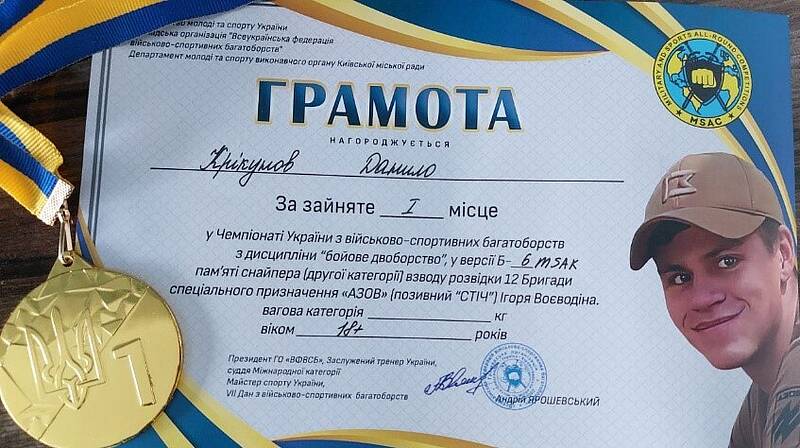 молоді та спорту України
організація "Всеукраїнська федерація
військово-спортивних багатоборств"
Департамент молоді та спорту виконавчого органу Київської міської ради
ГРАМОТА
НАГОРОДЖУЄТЬСЯ
Крікунов Данило
За зайняте I місце
у Чемпіонаті України з військово-спортивних багатоборств
з дисципліни "бойове двоборство", у версії Б-
пам'яті снайпера (другої категорії) взводу розвідки 12 Бригади
спеціального призначення «АЗОВ» (позивний "СТІЧ") Ігоря Воєводіна.
вагова категорія кг
віком 18+ років
Президент ГО «ВФВСБ», Заслужений тренер України,
суддя Міжнародної категорії
Майстер спорту України,
VII Дан з військово-спортивних багатоборств
Андрій ЯРОШЕВСЬКИЙ
MILITARY AND SPORTS ALL-ROUND COMPETITIONS
MSAC
1